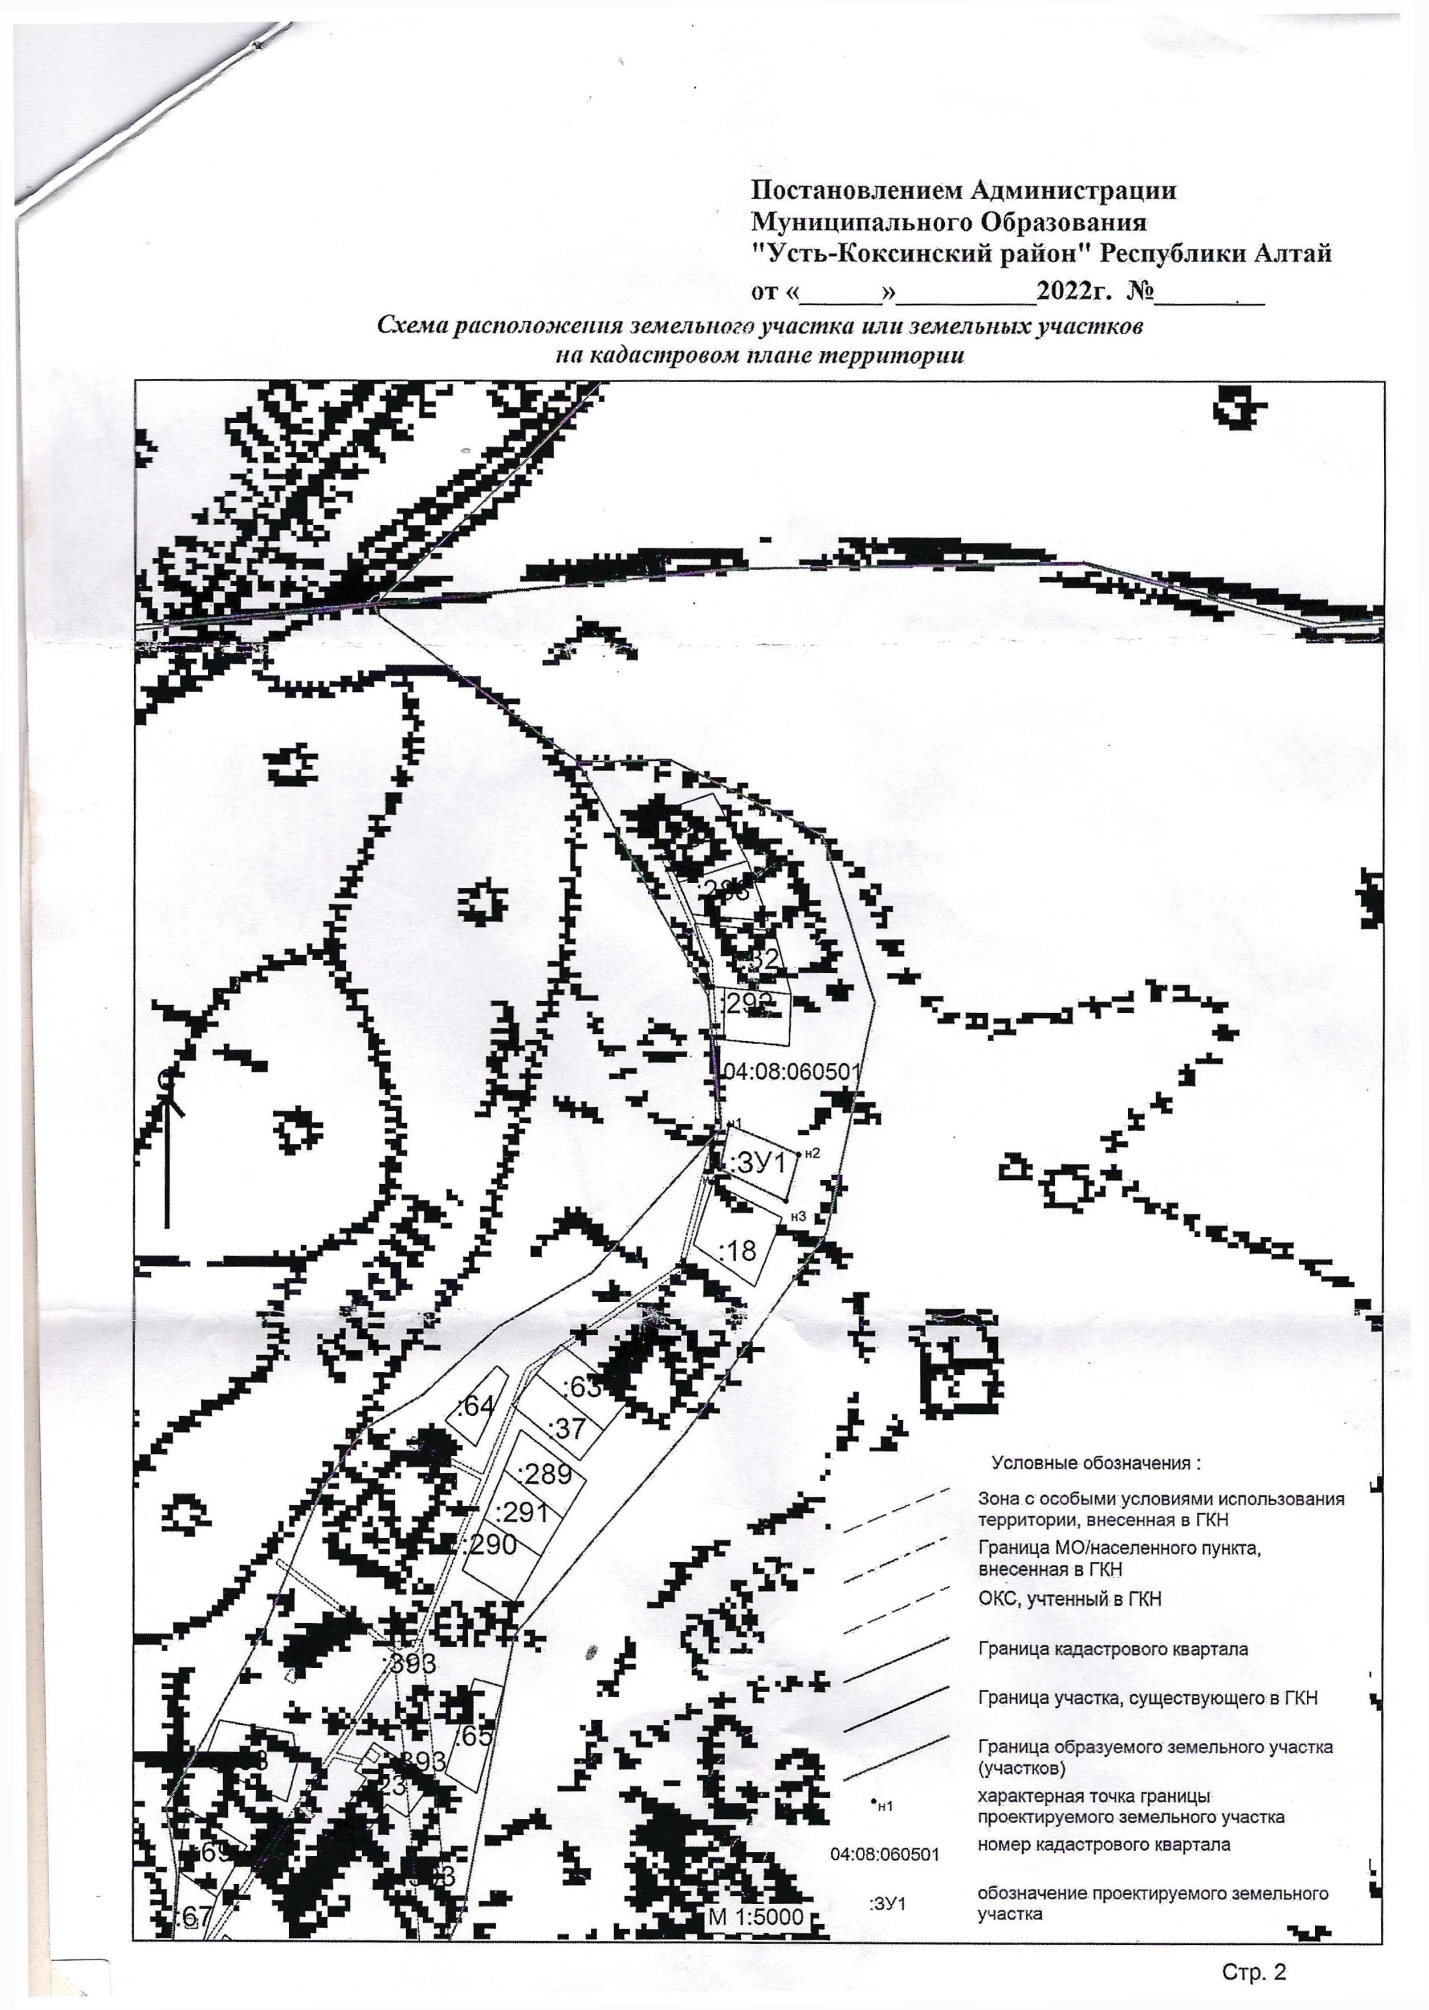 Постановлением Администрации
Муниципального Образования
"Усть-Коксинский район" Республики Алтай
от «______»__________2022г. №________
Схема расположения земельного участка или земельных участков
на кадастровом плане территории
:292
04:08:060501
н1
:ЗУ1
н2
н3
:18
:63
:64
:37
:289
:291
:290
:393
:65
:393
:67
Условные обозначения :
Зона с особыми условиями использования
территории, внесенная в ГКН
Граница МО/населенного пункта,
внесенная в ГКН
ОКС, учтенный в ГКН
Граница кадастрового квартала
Граница участка, существующего в ГКН
Граница образуемого земельного участка
(участков)
н1
характерная точка границы
проектируемого земельного участка
04:08:060501
номер кадастрового квартала
:ЗУ1
обозначение проектируемого земельного
участка
М 1:5000
Стр. 2